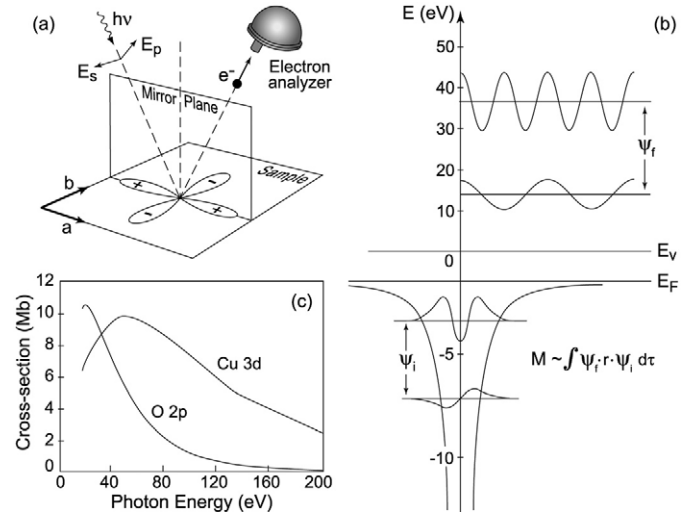 (a)
hν
E_p
E_s
e⁻
Electron
analyzer
Mirror Plane
Sample
b
a
+
-
-
+
(c)
Cross-section (Mb)
12
10
8
6
4
2
0
Cu 3d
O 2p
0 40 80 120 160 200
Photon Energy (eV)
E (eV)
(b)
50
40
30
20
10
0
-5
-10
ψ_f
E_v
E_F
ψ_i
M ~ ∫ ψ_f · r · ψ_i dτ